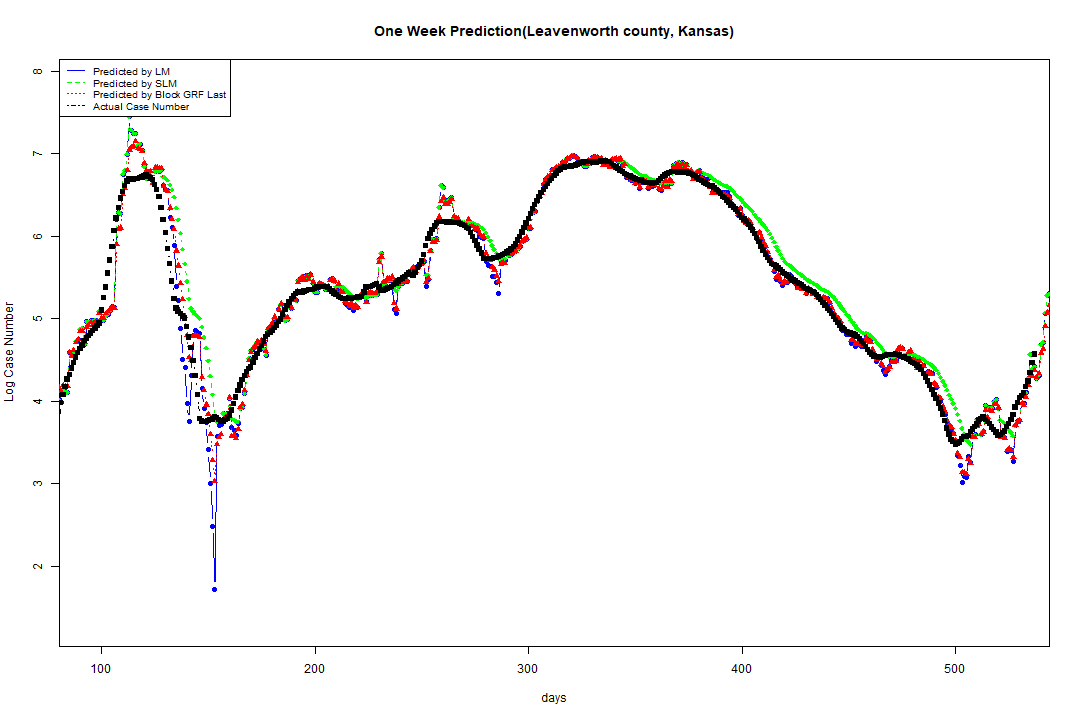 One Week Prediction(Leavenworth county, Kansas)
Predicted by LM
Predicted by SLM
Predicted by Block GRF Last
Actual Case Number
8
7
6
5
4
3
2
Log Case Number
100 200 300 400 500
days